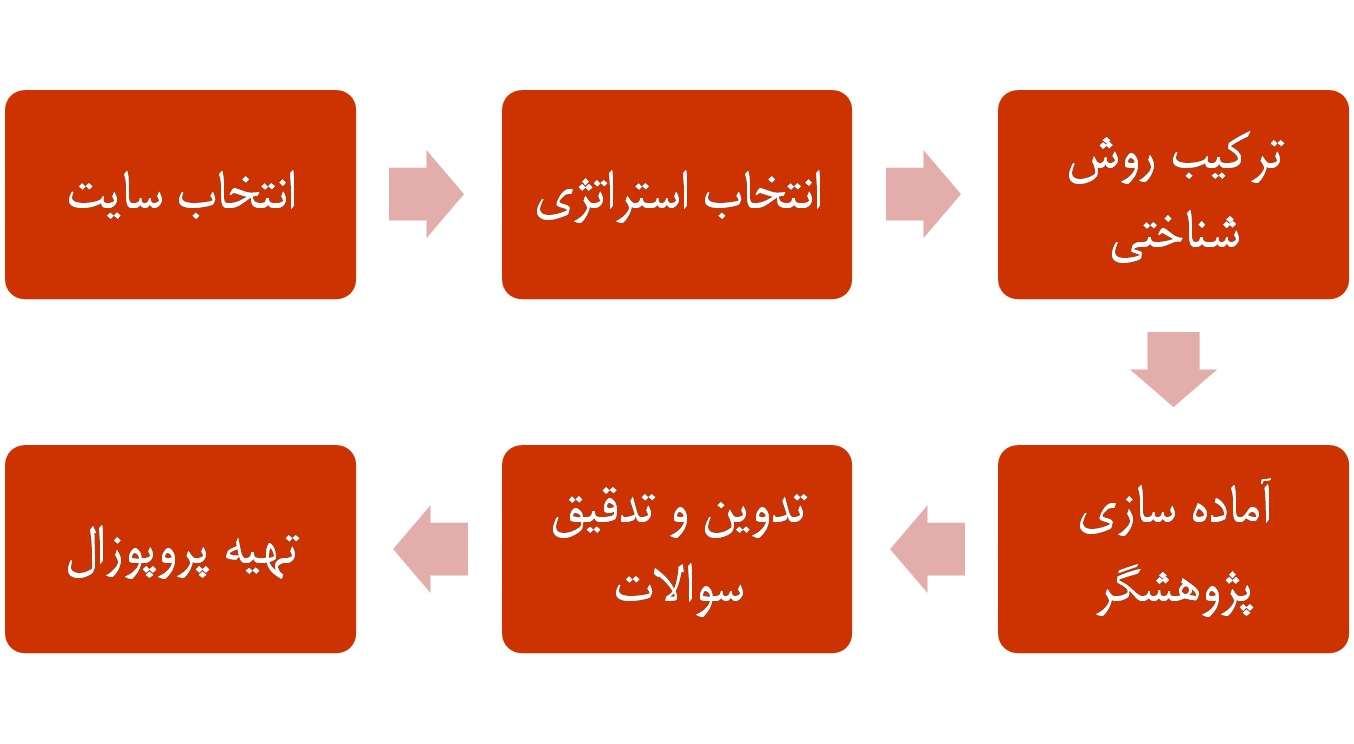 انتخاب سایت
انتخاب استراتژی
ترکیب روش
شناختی
آماده سازی
پژوهشگر
تدوین و تدقیق
سوالات
تهیه پروپوزال